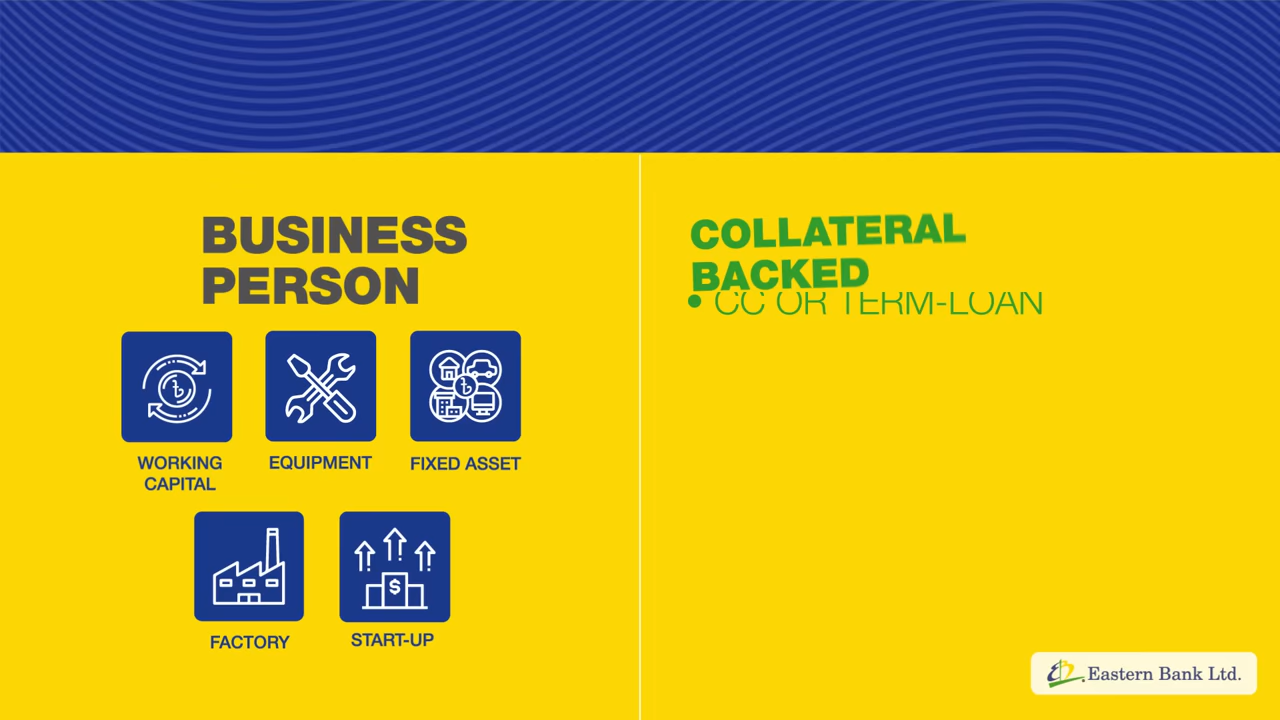 BUSINESS
PERSON
WORKING
CAPITAL
EQUIPMENT
FIXED ASSET
FACTORY
START-UP
COLLATERAL
BACKED
• CC OR TERM-LOAN
Eastern Bank Ltd.